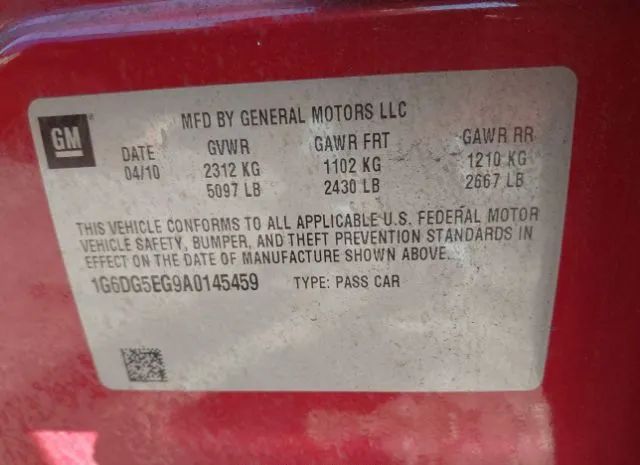 GM
MFD BY GENERAL MOTORS LLC
DATE GVWR GAWR FRT GAWR RR
04/10 2312 KG 1102 KG 1210 KG
5097 LB 2430 LB 2667 LB
THIS VEHICLE CONFORMS TO ALL APPLICABLE U.S. FEDERAL MOTOR
VEHICLE SAFETY, BUMPER, AND THEFT PREVENTION STANDARDS IN
EFFECT ON THE DATE OF MANUFACTURE SHOWN ABOVE.
1G6DG5EG9A0145459 TYPE: PASS CAR